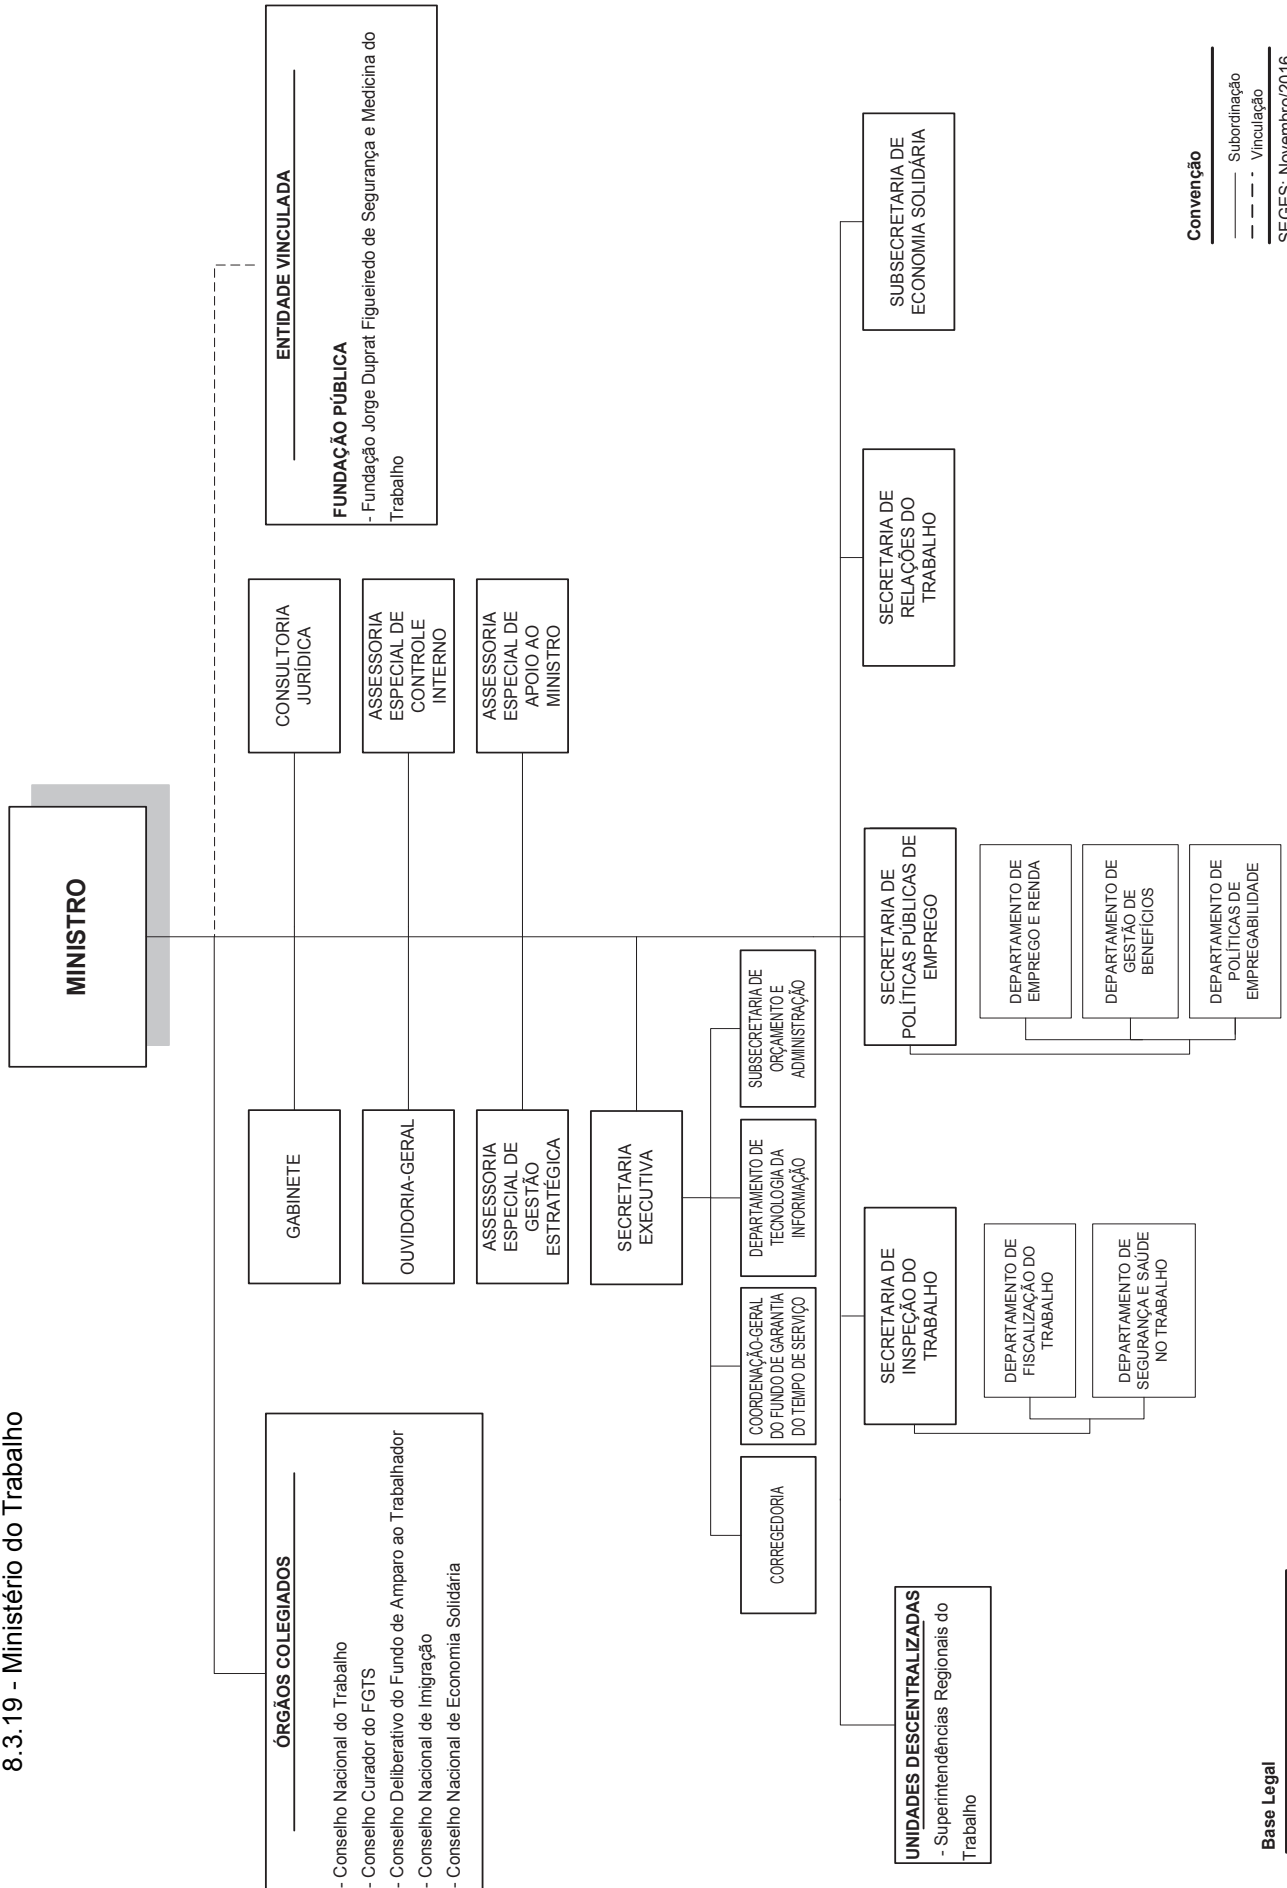 8.3.19 - Ministério do Trabalho
MINISTRO
ÓRGÃOS COLEGIADOS
- Conselho Nacional do Trabalho
- Conselho Curador do FGTS
- Conselho Deliberativo do Fundo de Amparo ao Trabalhador
- Conselho Nacional de Imigração
- Conselho Nacional de Economia Solidária
ENTIDADE VINCULADA
FUNDAÇÃO PÚBLICA
- Fundação Jorge Duprat Figueiredo de Segurança e Medicina do
Trabalho
GABINETE
CONSULTORIA
JURÍDICA
OUVIDORIA-GERAL
ASSESSORIA
ESPECIAL DE
CONTROLE
INTERNO
ASSESSORIA
ESPECIAL DE
GESTÃO
ESTRATÉGICA
ASSESSORIA
ESPECIAL DE
APOIO AO
MINISTRO
SECRETARIA
EXECUTIVA
CORREGEDORIA
COORDENAÇÃO-GERAL
DO FUNDO DE GARANTIA
DO TEMPO DE SERVIÇO
DEPARTAMENTO DE
TECNOLOGIA DA
INFORMAÇÃO
SUBSECRETARIA DE
ORÇAMENTO E
ADMINISTRAÇÃO
UNIDADES DESCENTRALIZADAS
- Superintendências Regionais do
Trabalho
SECRETARIA DE
INSPEÇÃO DO
TRABALHO
DEPARTAMENTO DE
FISCALIZAÇÃO DO
TRABALHO
DEPARTAMENTO DE
SEGURANÇA E SAÚDE
NO TRABALHO
SECRETARIA DE
POLÍTICAS PÚBLICAS DE
EMPREGO
DEPARTAMENTO DE
EMPREGO E RENDA
DEPARTAMENTO DE
GESTÃO DE
BENEFÍCIOS
DEPARTAMENTO DE
POLÍTICAS DE
EMPREGABILIDADE
SECRETARIA DE
RELAÇÕES DO
TRABALHO
SUBSECRETARIA DE
ECONOMIA SOLIDÁRIA
Base Legal
Convenção
Subordinação
Vinculação
SEGES: Novembro/2016